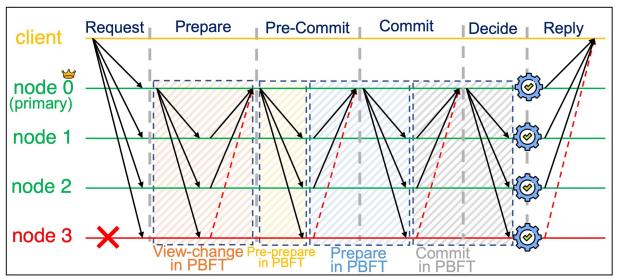 Request Prepare Pre-Commit Commit Decide Reply
client
node 0
(primary)
node 1
node 2
node 3
View-change
in PBFT
Pre-prepare
in PBFT
Prepare
in PBFT
Commit
in PBFT